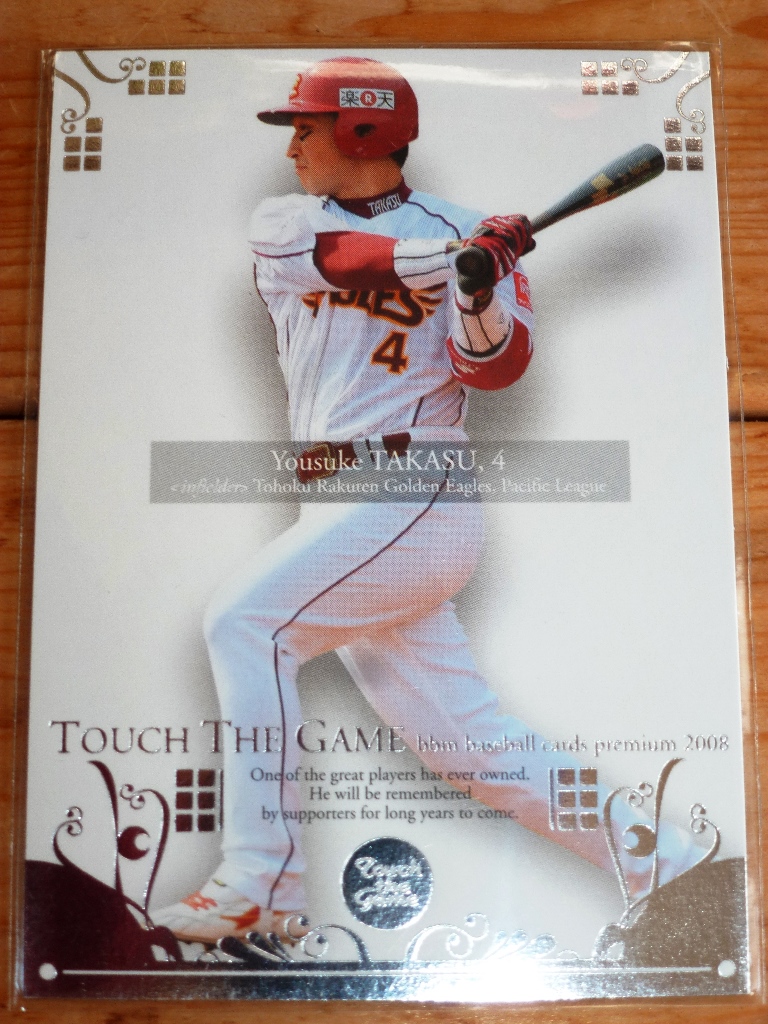 楽R天
TAKASU
GLES
4
Yousuke TAKASU, 4
<infielder> Tohoku Rakuten Golden Eagles, Pacific League
TOUCH THE GAME bbm baseball cards premium 2008
One of the great players has ever owned.
He will be remembered
by supporters for long years to come.
Touch
the
Game